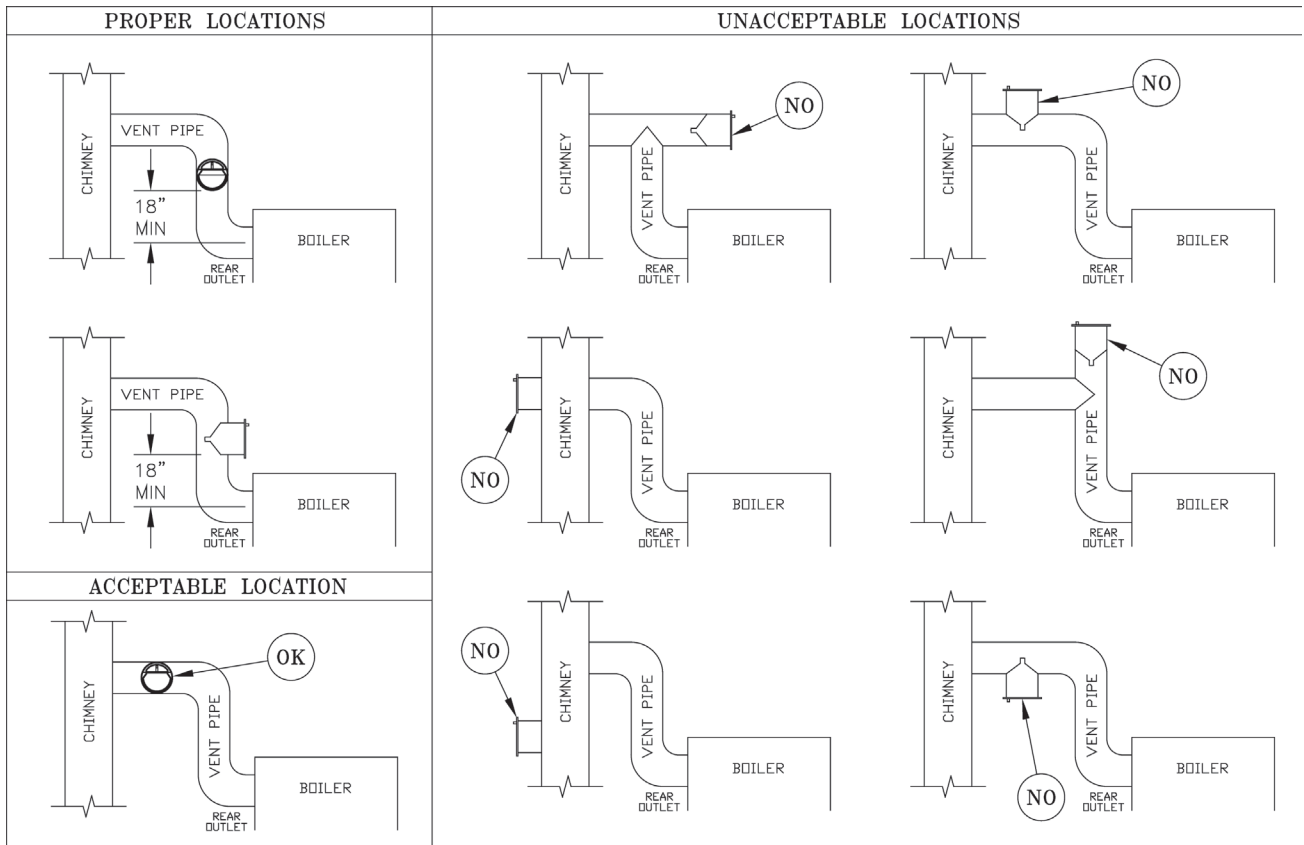 PROPER LOCATIONS
CHIMNEY
VENT PIPE
18"
MIN
BOILER
REAR
OUTLET
CHIMNEY
VENT PIPE
18"
MIN
BOILER
REAR
OUTLET
ACCEPTABLE LOCATION
CHIMNEY
OK
VENT PIPE
BOILER
REAR
OUTLET
UNACCEPTABLE LOCATIONS
CHIMNEY
NO
VENT PIPE
BOILER
REAR
OUTLET
CHIMNEY
NO
VENT PIPE
BOILER
REAR
OUTLET
NO
CHIMNEY
VENT PIPE
BOILER
REAR
OUTLET
CHIMNEY
NO
VENT PIPE
BOILER
REAR
OUTLET
NO
CHIMNEY
VENT PIPE
BOILER
REAR
OUTLET
CHIMNEY
NO
VENT PIPE
BOILER
REAR
OUTLET